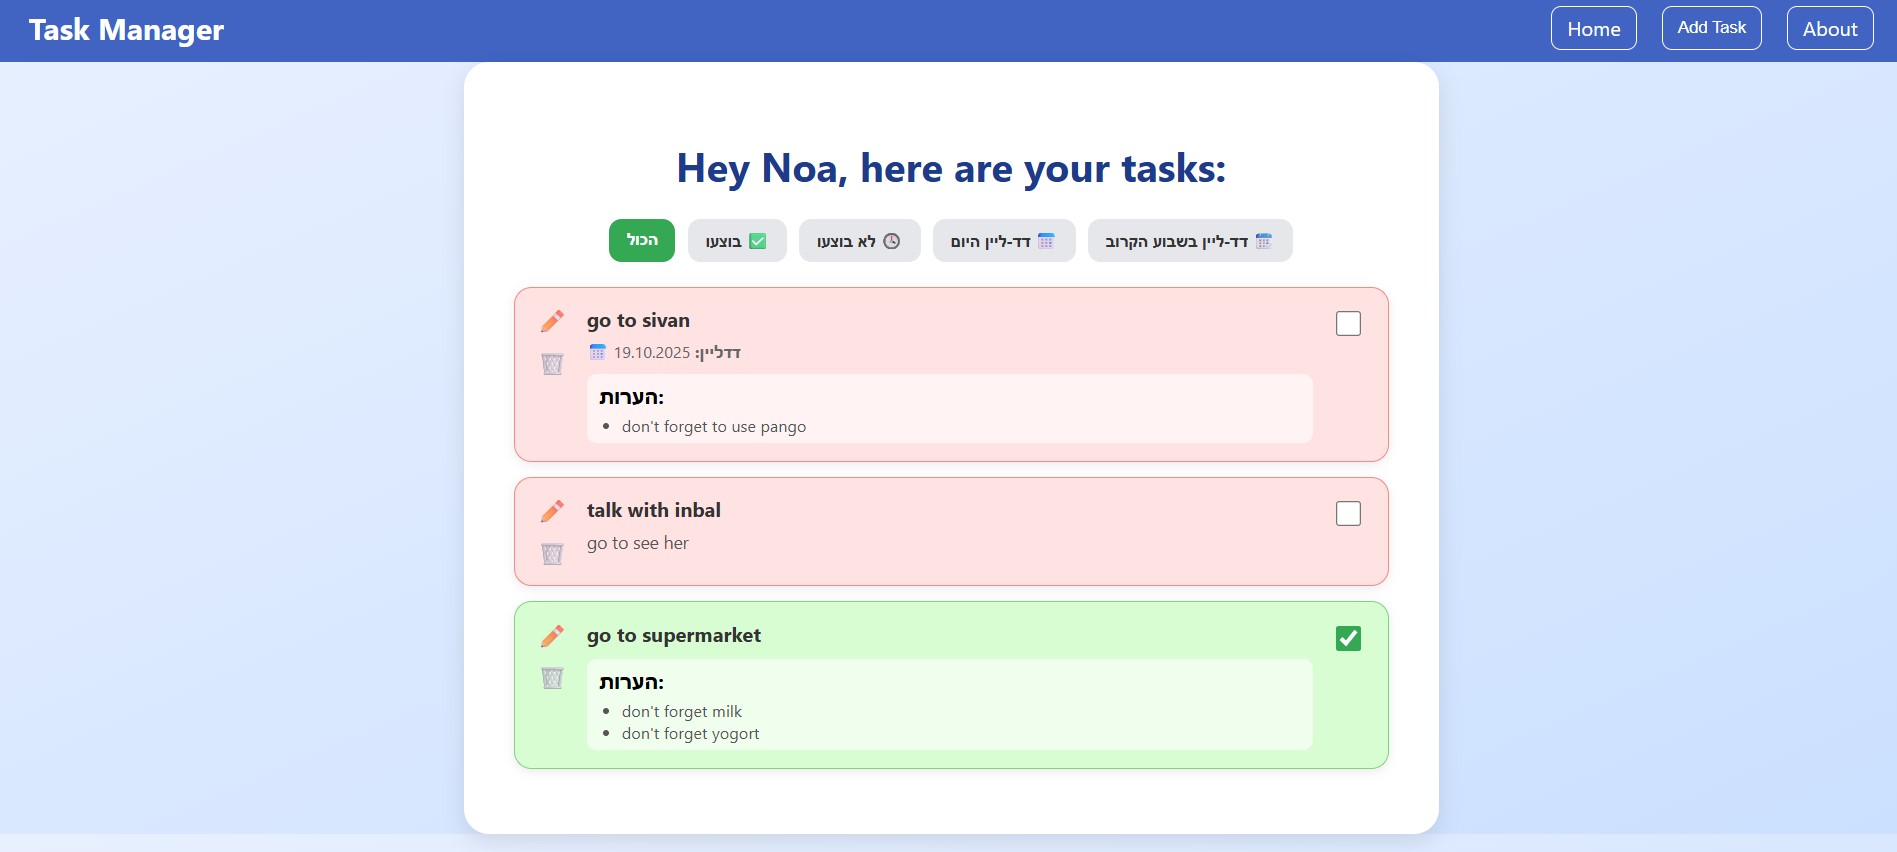 Task Manager
Home
Add Task
About
Hey Noa, here are your tasks:
הכול
בוצעו
לא בוצעו
דד-ליין היום
דד-ליין בשבוע הקרוב
go to sivan
דדליין: 19.10.2025
הערות:
don't forget to use pango
talk with inbal
go to see her
go to supermarket
הערות:
don't forget milk
don't forget yogort